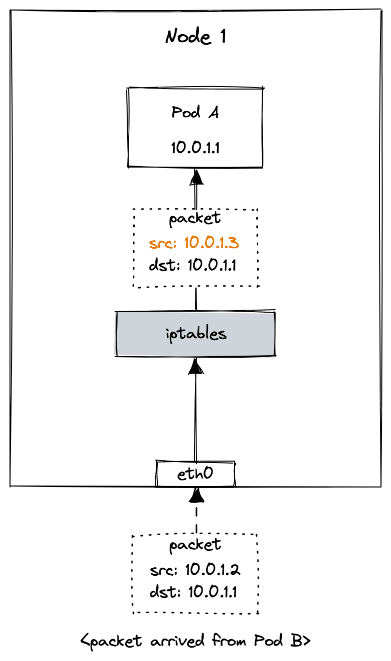 Node 1
Pod A
10.0.1.1
packet
src: 10.0.1.3
dst: 10.0.1.1
iptables
eth0
packet
src: 10.0.1.2
dst: 10.0.1.1
<packet arrived from Pod B>